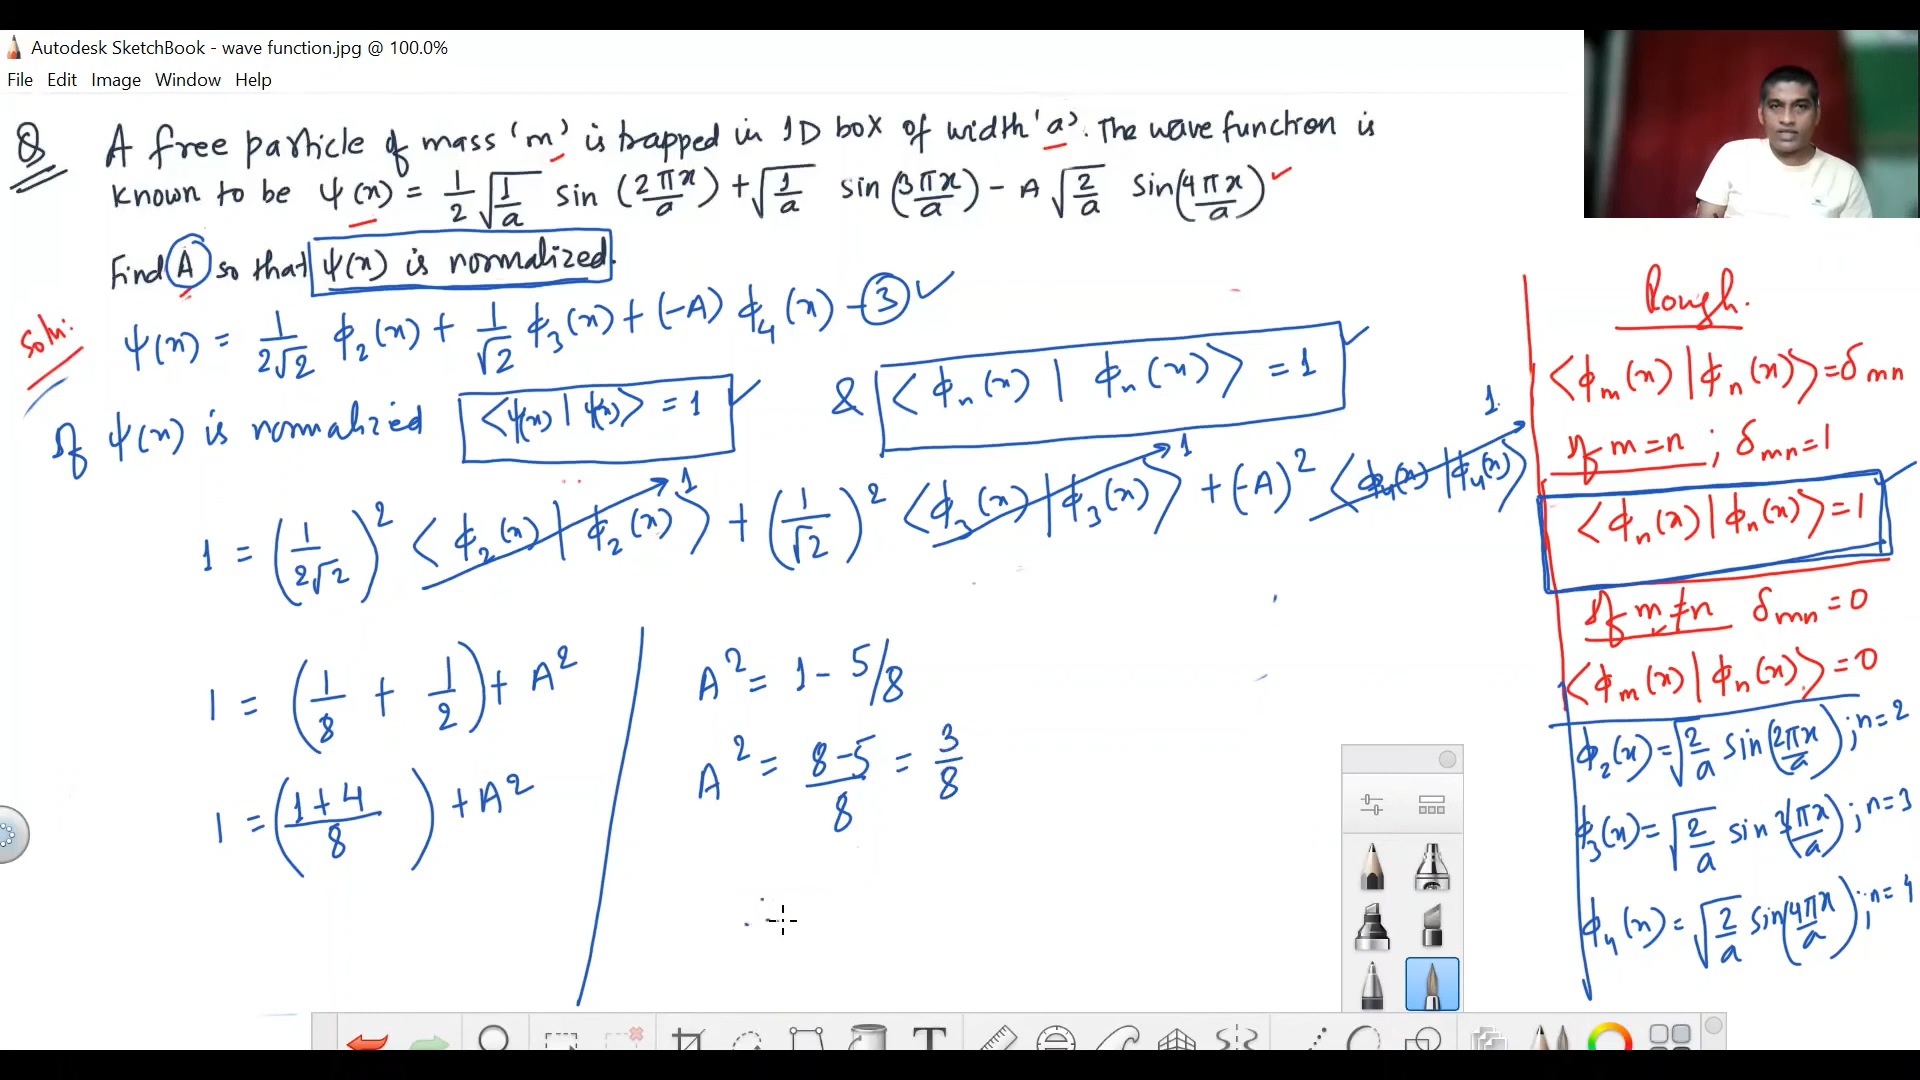 Autodesk SketchBook - wave function.jpg @ 100.0%
File Edit Image Window Help
Q A free particle of mass 'm' is trapped in 1D box of width 'a'. The wave function is
known to be ψ(x) = 1/2 √(1/a) sin (2πx/a) + √(1/a) sin (3πx/a) - A √(2/a) sin (4πx/a) ✓
Find A so that ψ(x) is normalized.
Soln: ψ(x) = 1/(2√2) ϕ₂(x) + 1/√2 ϕ₃(x) + (-A) ϕ₄(x) - ③ ✓
If ψ(x) is normalized ⟨ψ(x) | ψ(x)⟩ = 1 ✓ & ⟨ϕₙ(x) | ϕₙ(x)⟩ = 1 ✓
1 = (1/(2√2))² ⟨ϕ₂(x) | ϕ₂(x)⟩ 1 + (1/√2)² ⟨ϕ₃(x) | ϕ₃(x)⟩ 1 + (-A)² ⟨ϕ₄(x) | ϕ₄(x)⟩ 1.
1 = (1/8 + 1/2) + A²
1 = (1+4/8) + A²
A² = 1 - 5/8
A² = 8-5/8 = 3/8
Rough.
⟨ϕₘ(x) | ϕₙ(x)⟩ = δₘₙ
If m = n ; δₘₙ = 1
⟨ϕₙ(x) | ϕₙ(x)⟩ = 1 ✓
If m ≠ n δₘₙ = 0
⟨ϕₘ(x) | ϕₙ(x)⟩ = 0
ϕ₂(x) = √(2/a) sin (2πx/a) ; n = 2
ϕ₃(x) = √(2/a) sin 3(πx/a) ; n = 3
ϕ₄(x) = √(2/a) sin (4πx/a) ; n = 4